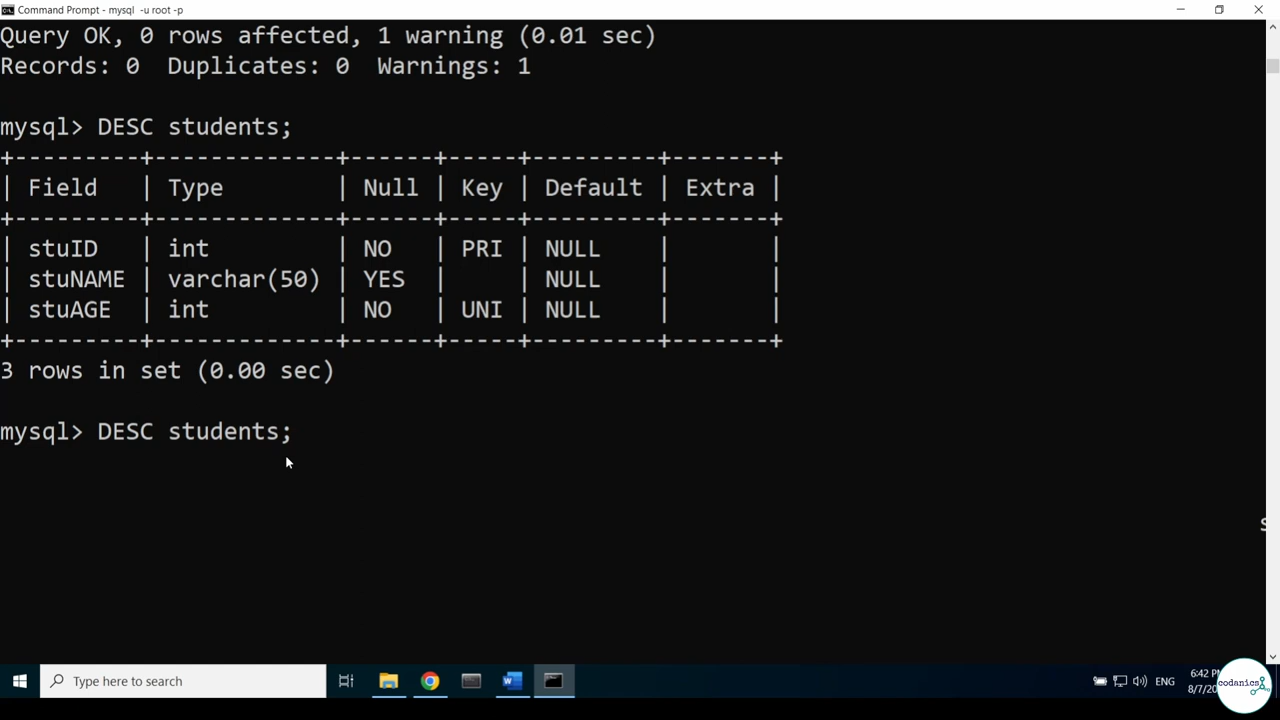 Command Prompt - mysql -u root -p
Query OK, 0 rows affected, 1 warning (0.01 sec)
Records: 0  Duplicates: 0  Warnings: 1
mysql> DESC students;
+---------+-------------+------+-----+---------+-------+
| Field   | Type        | Null | Key | Default | Extra |
+---------+-------------+------+-----+---------+-------+
| stuID   | int         | NO   | PRI | NULL    |       |
| stuNAME | varchar(50) | YES  |     | NULL    |       |
| stuAGE  | int         | NO   | UNI | NULL    |       |
+---------+-------------+------+-----+---------+-------+
3 rows in set (0.00 sec)
mysql> DESC students;
Type here to search
ENG
6:42
codanics